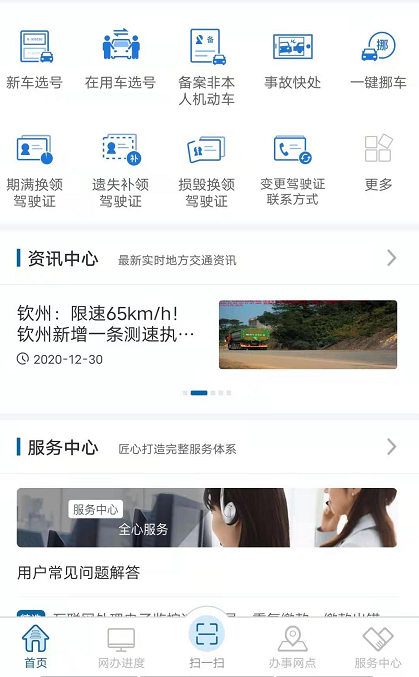 新车选号
在用车选号
备案非本
人机动车
事故快处
一键挪车
期满换领
驾驶证
遗失补领
驾驶证
损毁换领
驾驶证
变更驾驶证
联系方式
更多
资讯中心 最新实时地方交通资讯
钦州：限速65km/h！
钦州新增一条测速执…
2020-12-30
服务中心 匠心打造完整服务体系
服务中心
全心服务
用户常见问题解答
首页
网办进度
扫一扫
办事网点
服务中心